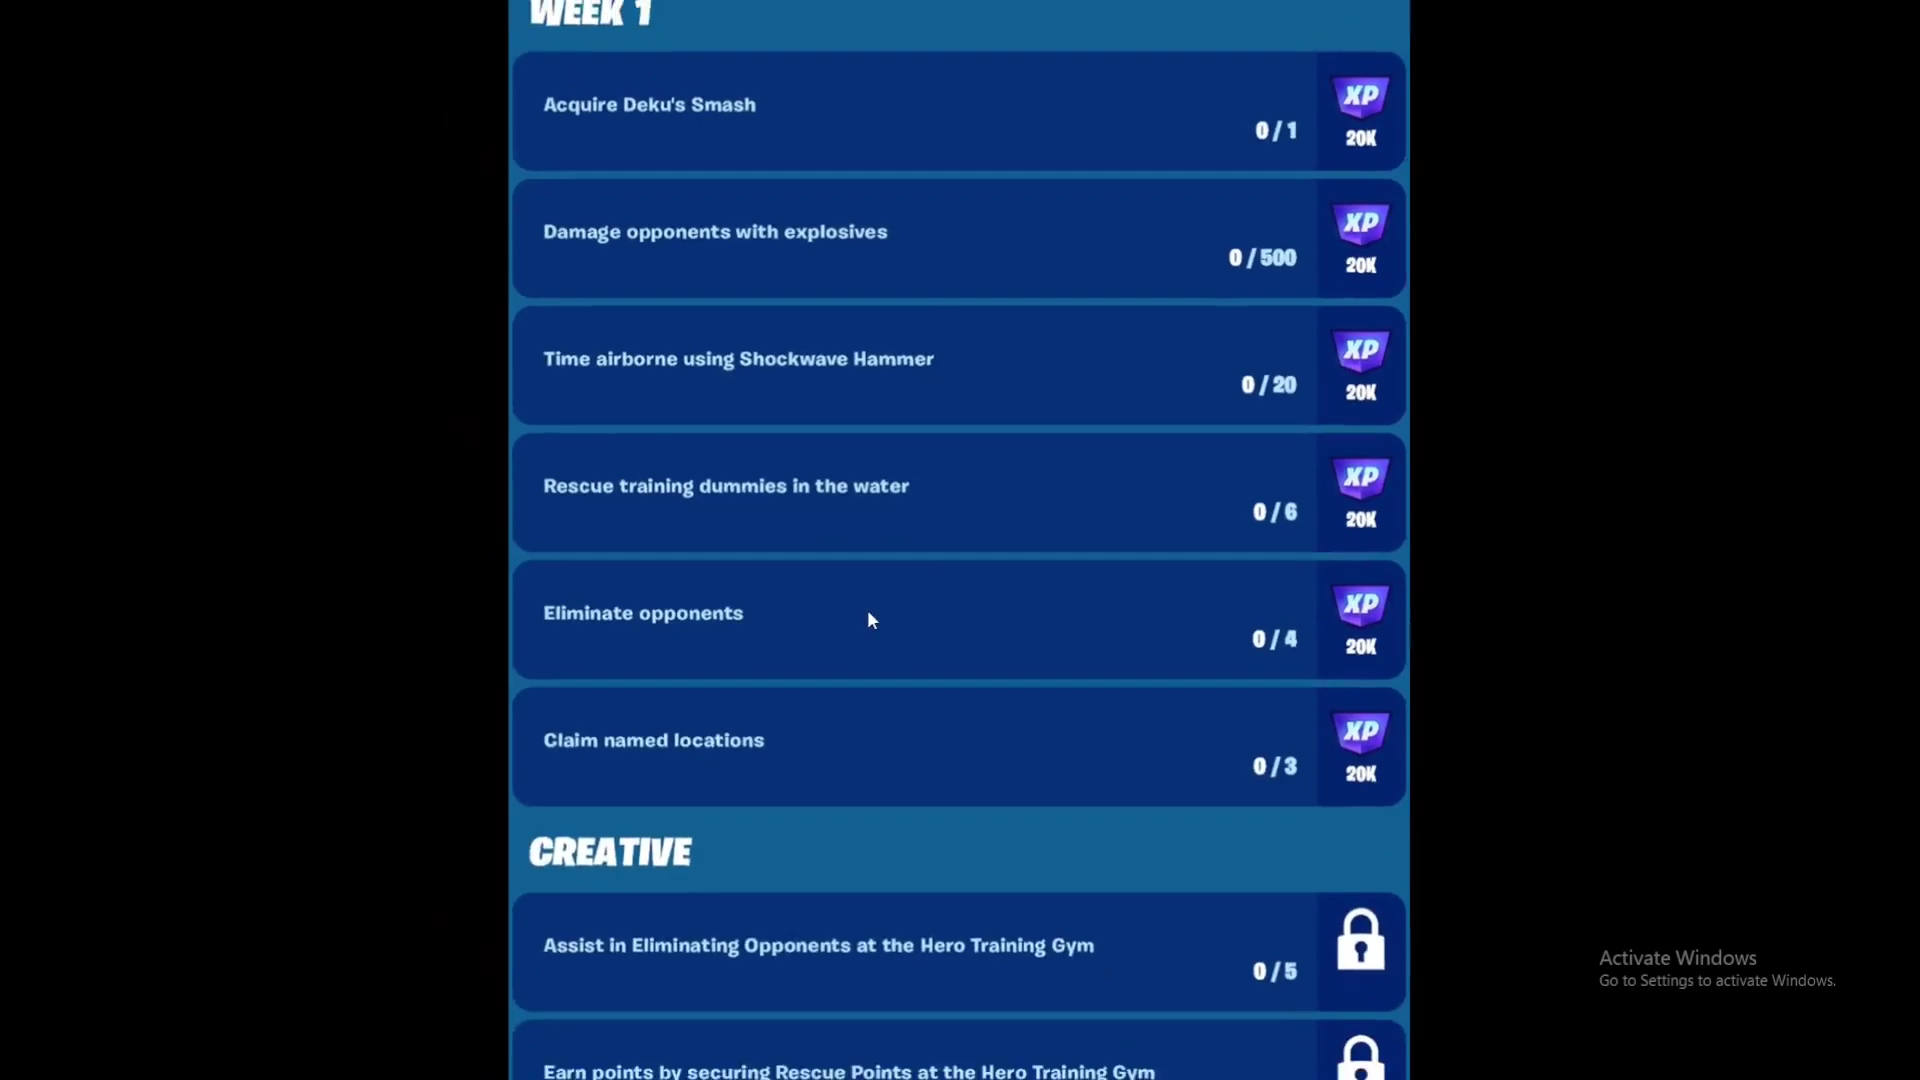 WEEK 1
Acquire Deku's Smash
0 / 1
XP
20K
Damage opponents with explosives
0 / 500
XP
20K
Time airborne using Shockwave Hammer
0 / 20
XP
20K
Rescue training dummies in the water
0 / 6
XP
20K
Eliminate opponents
0 / 4
XP
20K
Claim named locations
0 / 3
XP
20K
CREATIVE
Assist in Eliminating Opponents at the Hero Training Gym
0 / 5
Activate Windows
Go to Settings to activate Windows.
Earn points by securing Rescue Points at the Hero Training Gym